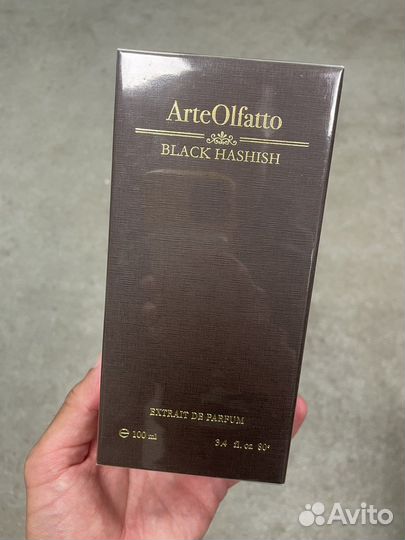 ArteOlfatto
BLACK HASHISH
EXTRAIT DE PARFUM
⊖ 100 ml 3,4 fl. oz 80°
Avito